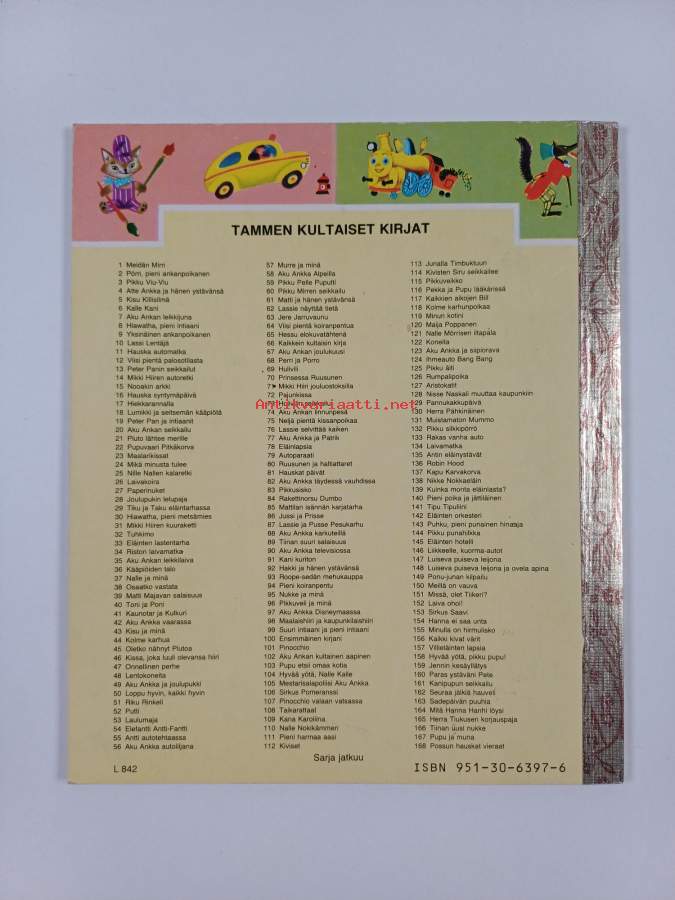 TAMMEN KULTAISET KIRJAT
1 Meidän Mirri
2 Pörri, pieni ankanpoikanen
3 Pikku Viu-Viu
4 Atte Ankka ja hänen ystävänsä
5 Kisu Killisilmä
6 Kalle Kani
7 Aku Ankan leikkijuna
8 Hiawatha, pieni intiaani
9 Yksinäinen ankanpoikanen
10 Lassi Lentäjä
11 Hauska automatka
12 Viisi pientä palosotilasta
13 Peter Panin seikkailut
14 Mikki Hiiren autoretki
15 Nooakin arkki
16 Hauska syntymäpäivä
17 Hiekkarannalla
18 Lumikki ja seitsemän kääpiötä
19 Peter Pan ja intiaanit
20 Aku Ankan seikkailu
21 Pluto lähtee merille
22 Pupuvaari Pitkäkorva
23 Maalarikissat
24 Mikä minusta tulee
25 Nille Nallen kalaretki
26 Laivakoira
27 Paperinuket
28 Joulupukin lelupaja
29 Tiku ja Taku eläintarhassa
30 Hiawatha, pieni metsämies
31 Mikki Hiiren kuuraketti
32 Tuhkimo
33 Eläinten lastentarha
34 Riston laivamatka
35 Aku Ankan leikkilaiva
36 Kääpiöiden talo
37 Nalle ja minä
38 Osaatko vastata
39 Matti Majavan salaisuus
40 Toni ja Poni
41 Kaunotar ja Kulkuri
42 Aku Ankka vaarassa
43 Kisu ja minä
44 Kolme karhua
45 Oletko nähnyt Plutoa
46 Kissa, joka luuli olevansa hiiri
47 Onnellinen perhe
48 Lentokoneita
49 Aku Ankka ja joulupukki
50 Loppu hyvin, kaikki hyvin
51 Riku Rinkeli
52 Putti
53 Laulumaja
54 Elefantti Antti-Fantti
55 Antti autotehtaassa
56 Aku Ankka autoilijana
57 Murre ja minä
58 Aku Ankka Alpeilla
59 Pikku Pelle Puputti
60 Pikku Mirren seikkailu
61 Matti ja hänen ystävänsä
62 Lassie näyttää tietä
63 Jere Jarruvaunu
64 Viisi pientä koiranpentua
65 Hessu elokuvatähtenä
66 Kaikkein kultaisin kirja
67 Aku Ankan joulukuusi
68 Perri ja Porro
69 Hulivili
70 Prinsessa Ruusunen
Mikki Hiiri jouluostoksilla
72 Pajunkissa
74 Aku Ankan linnunpesä
75 Neljä pientä kissanpoikaa
76 Lassie selvittää kaiken
77 Aku Ankka ja Patrik
78 Eläinlapsia
79 Autoparaati
80 Ruusunen ja haltiattaret
81 Hauskat päivät
82 Aku Ankka täydessä vauhdissa
83 Pikkusisko
84 Rakettinorsu Dumbo
85 Mattilan isännän karjatarha
86 Jussi ja Prisse
87 Lassie ja Pusse Pesukarhu
88 Aku Ankka karkuteillä
89 Tiinan suuri salaisuus
90 Aku Ankka televisiossa
91 Kani kuriton
92 Hakki ja hänen ystävänsä
93 Roope-sedän mehukauppa
94 Pieni koiranpentu
95 Nukke ja minä
96 Pikkuveli ja minä
97 Aku Ankka Disneymaassa
98 Maalaishiiri ja kaupunkilaishiiri
99 Suuri intiaani ja pieni intiaani
100 Ensimmäinen kirjani
101 Pinocchio
102 Aku Ankan kultainen aapinen
103 Pupu etsii omaa kotia
104 Hyvää yötä, Nalle Kalle
105 Mestarisalapoliisi Aku Ankka
106 Sirkus Pomeranssi
107 Pinocchio valaan vatsassa
108 Taikarattaat
109 Kana Karoliina
110 Nalle Nokikämmen
111 Pieni harmaa aasi
112 Kiviset
113 Junalla Timbuktuun
114 Kivisten Siru seikkailee
115 Pikkuveikko
116 Pekka ja Pupu lääkärissä
117 Kaikkien aikojen Bill
118 Kolme karhunpoikaa
119 Minun kotini
120 Maija Poppanen
121 Nalle Mörrisen iltapala
122 Koneita
123 Aku Ankka ja siipiorava
124 Ihmeauto Bang Bang
125 Pikku äiti
126 Rumpalipoika
127 Aristokatit
128 Nisse Naskali muuttaa kaupunkiin
129 Pannukakkupäivä
130 Herra Pähkinäinen
131 Muistamaton Mummo
132 Pikku silkkiporro
133 Rakas vanha auto
134 Laivamatka
135 Antin eläinystävät
136 Robin Hood
137 Kapu Karvakorva
138 Nikke Nokkaeläin
139 Kuinka monta eläinlasta?
140 Pieni poika ja jättiläinen
141 Tipu Tipuliini
142 Eläinten orkesteri
143 Puhku, pieni punainen hinaaja
144 Pikku punahilkka
145 Eläinten hotelli
146 Liikkeelle, kuorma-autot
147 Luiseva puiseva leijona
148 Luiseva puiseva leijona ja ovela apina
149 Ponu-junan kilpailu
150 Meillä on vauva
151 Missä, olet Tiikeri?
152 Laiva ohoi!
153 Sirkus Saavi
154 Hanna ei saa unta
155 Minulla on hirmulisko
156 Kaikki kivat värit
157 Villieläinten lapsia
158 Hyvää yötä, pikku pupu!
159 Jennin kesäyllätys
160 Paras ystäväni Pete
161 Kanipupun seikkailu
162 Seuraa jälkiä hauveli
163 Sadepäivän puuhia
164 Mitä Hanna Hanhi löysi
165 Herra Tiukusen korjauspaja
166 Tiinan uusi nukke
167 Pupu ja muna
168 Possun hauskat vieraat
Sarja jatkuu
L 842
ISBN 951-30-6397-6
Antikvariaatti.net